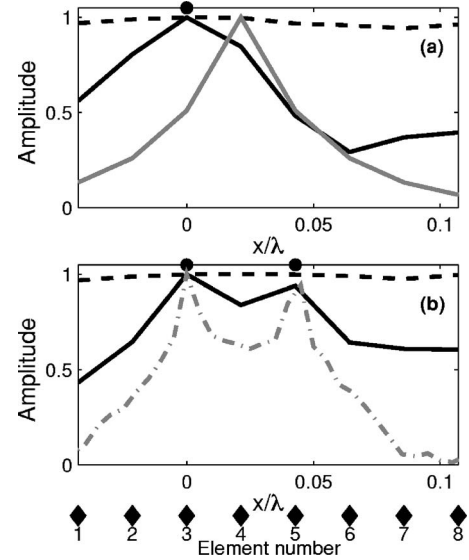 1
(a)
Amplitude
0.5
0
0 0.05 0.1
x/λ
1
(b)
Amplitude
0.5
0
0 0.05 0.1
x/λ
1 2 3 4 5 6 7 8
Element number